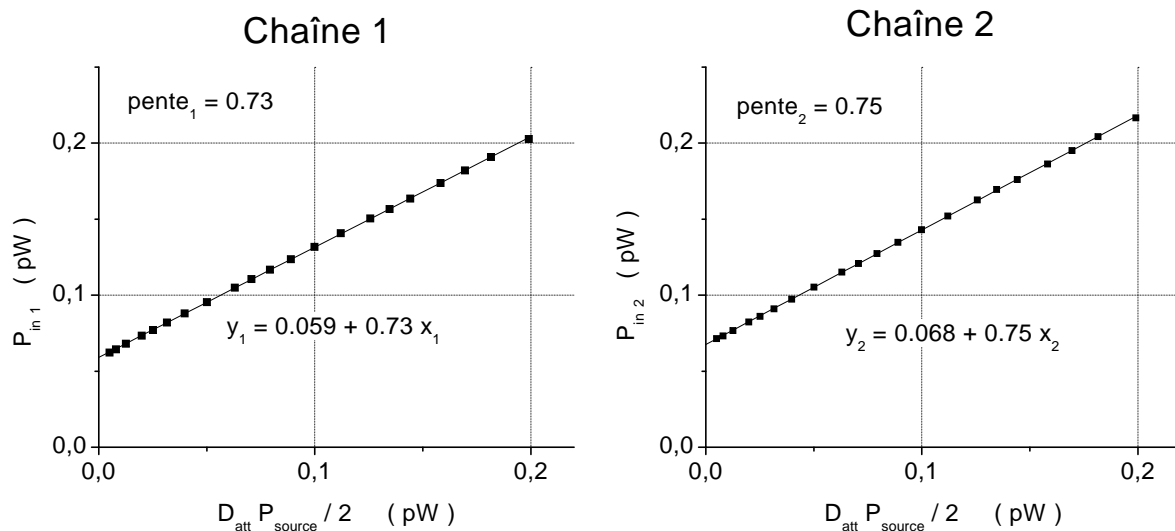 Chaîne 1
pente1 = 0.73
0,2
0,1
0,0
P in 1 ( pW )
y1 = 0.059 + 0.73 x1
0,0 0,1 0,2
Datt Psource / 2 ( pW )
Chaîne 2
pente2 = 0.75
0,2
0,1
0,0
P in 2 ( pW )
y2 = 0.068 + 0.75 x2
0,0 0,1 0,2
Datt Psource / 2 ( pW )